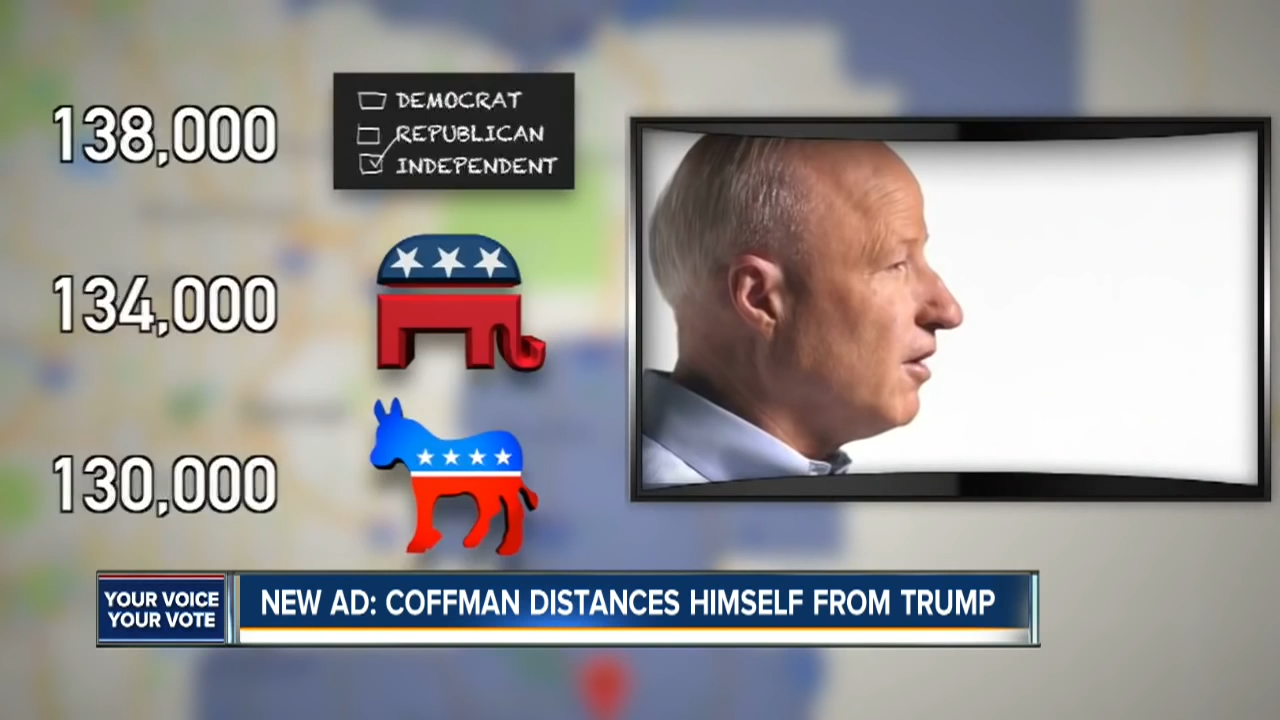 138,000
DEMOCRAT
REPUBLICAN
INDEPENDENT
134,000
130,000
YOUR VOICE
YOUR VOTE
NEW AD: COFFMAN DISTANCES HIMSELF FROM TRUMP